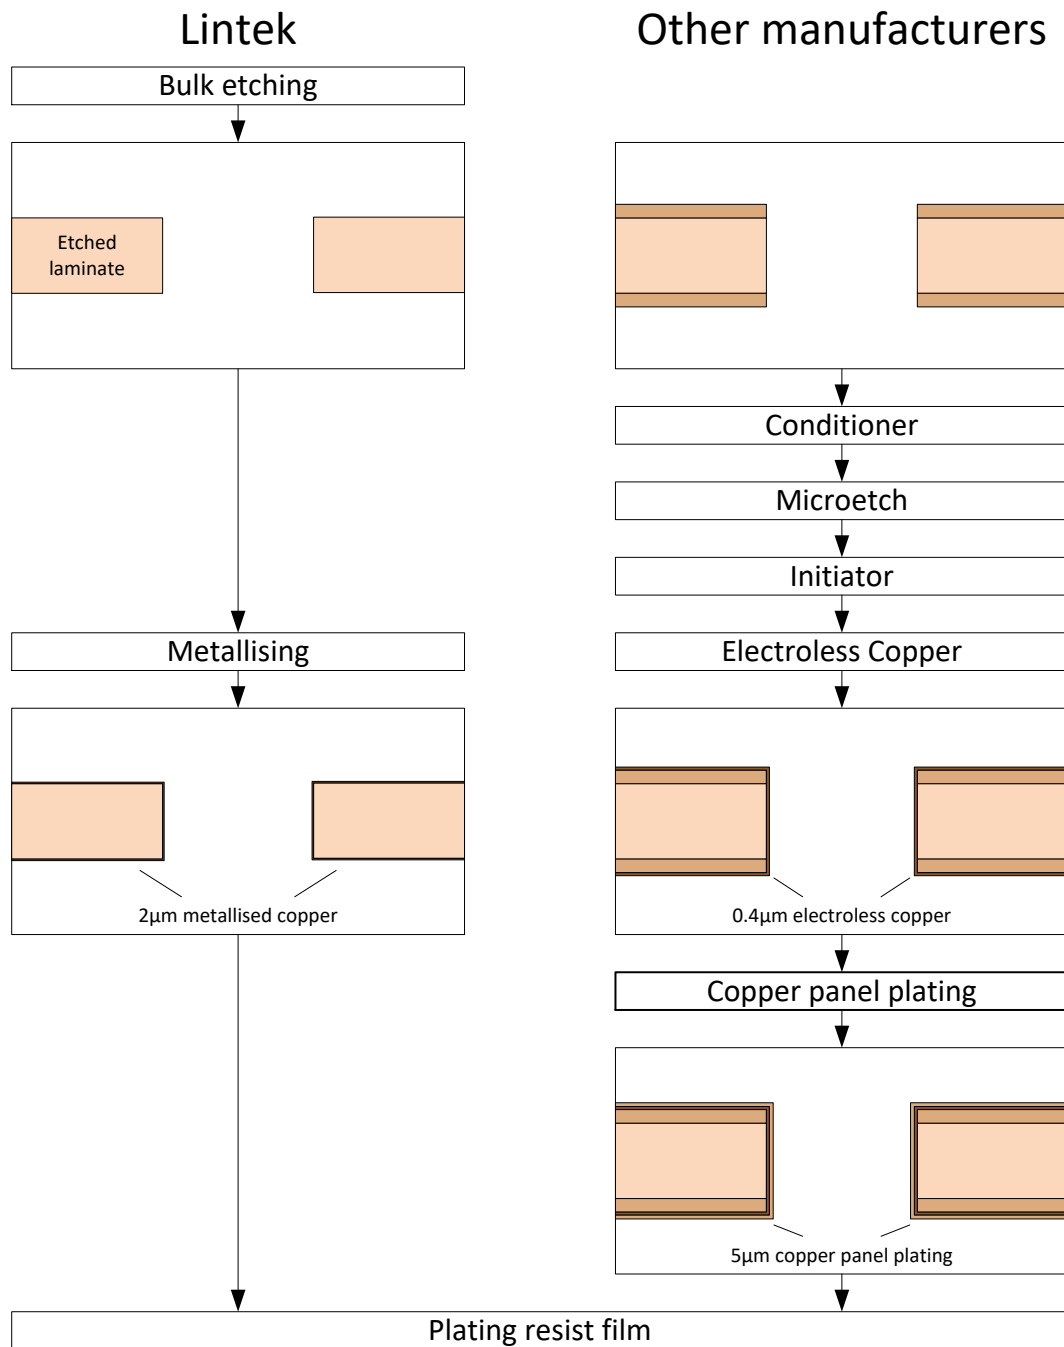 Lintek
Other manufacturers
Bulk etching
Etched
laminate
Conditioner
Microetch
Initiator
Metallising
Electroless Copper
2µm metallised copper
0.4µm electroless copper
Copper panel plating
5µm copper panel plating
Plating resist film